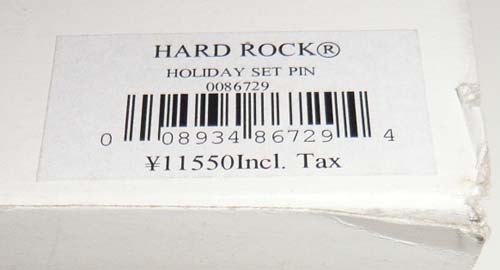 HARD ROCK®
HOLIDAY SET PIN
0086729
0 08934 86729 4
¥11550Incl. Tax